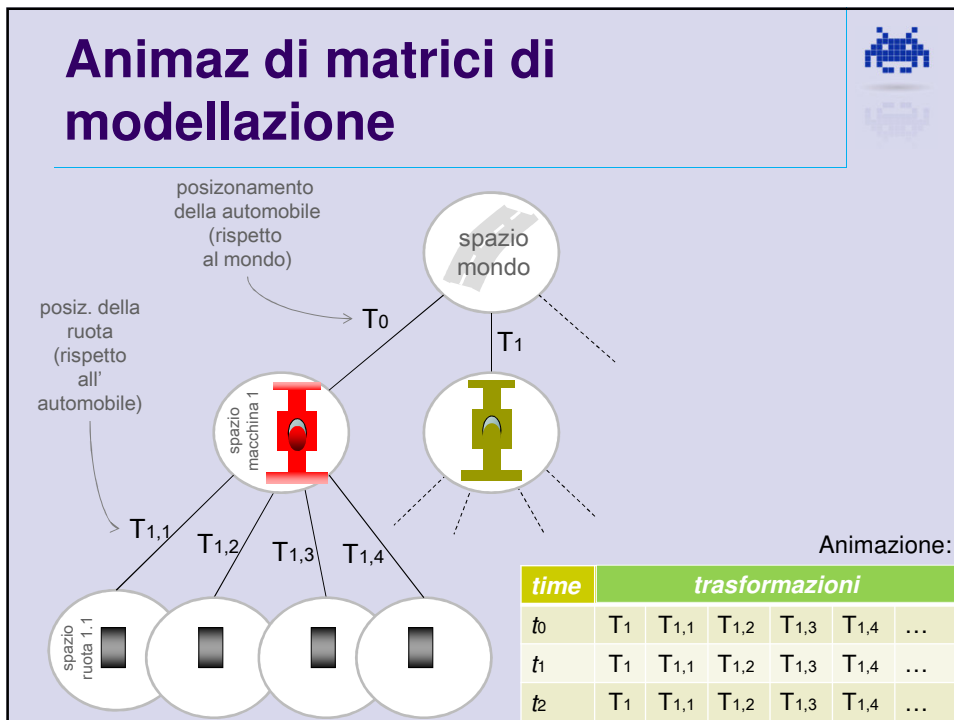 Animaz di matrici di
modellazione
posizonamento
della automobile
(rispetto
al mondo)
spazio
mondo
posiz. della
ruota
(rispetto
all'
automobile)
T0
T1
spazio
macchina 1
T1,1
T1,2
T1,3
T1,4
spazio
ruota 1.1
Animazione:
time trasformazioni
t0 T1 T1,1 T1,2 T1,3 T1,4 …
t1 T1 T1,1 T1,2 T1,3 T1,4 …
t2 T1 T1,1 T1,2 T1,3 T1,4 …